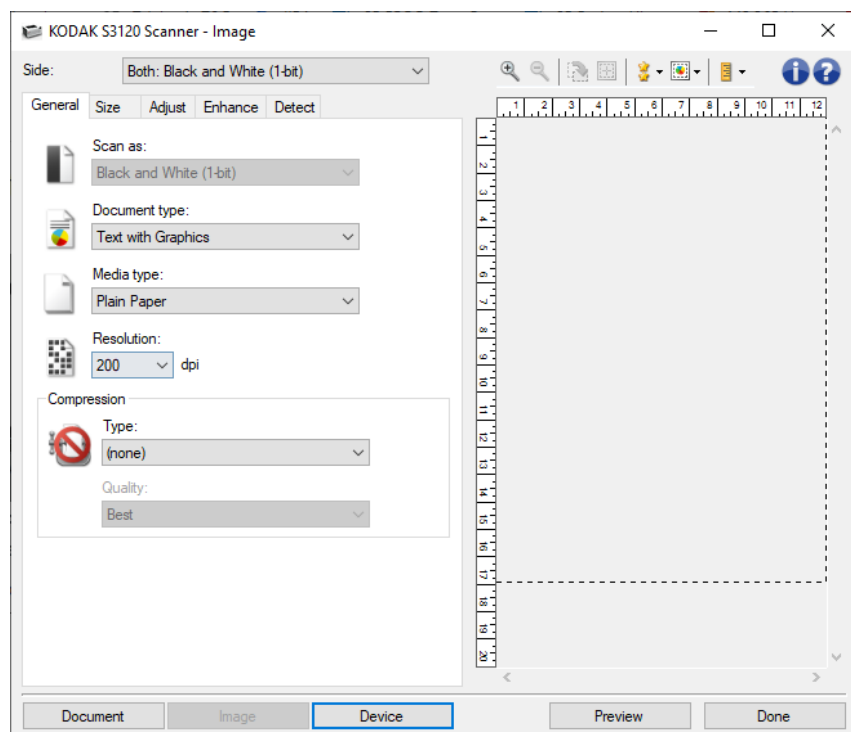 KODAK S3120 Scanner - Image
Side: Both: Black and White (1-bit)
General Size Adjust Enhance Detect
Scan as:
Black and White (1-bit)
Document type:
Text with Graphics
Media type:
Plain Paper
Resolution:
200 dpi
Compression
Type:
(none)
Quality:
Best
1 2 3 4 5 6 7 8 9 10 11 12
1
2
3
4
5
6
7
8
9
10
11
12
13
14
15
16
17
18
19
20
Document Image Device Preview Done